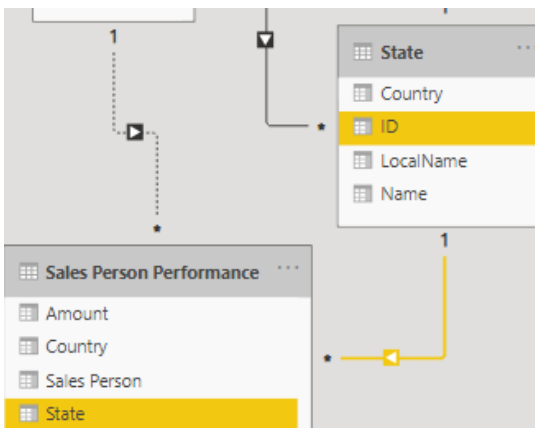 1
State
...
Country
*
ID
LocalName
Name
*
1
Sales Person Performance ...
Amount
Country
*
Sales Person
State